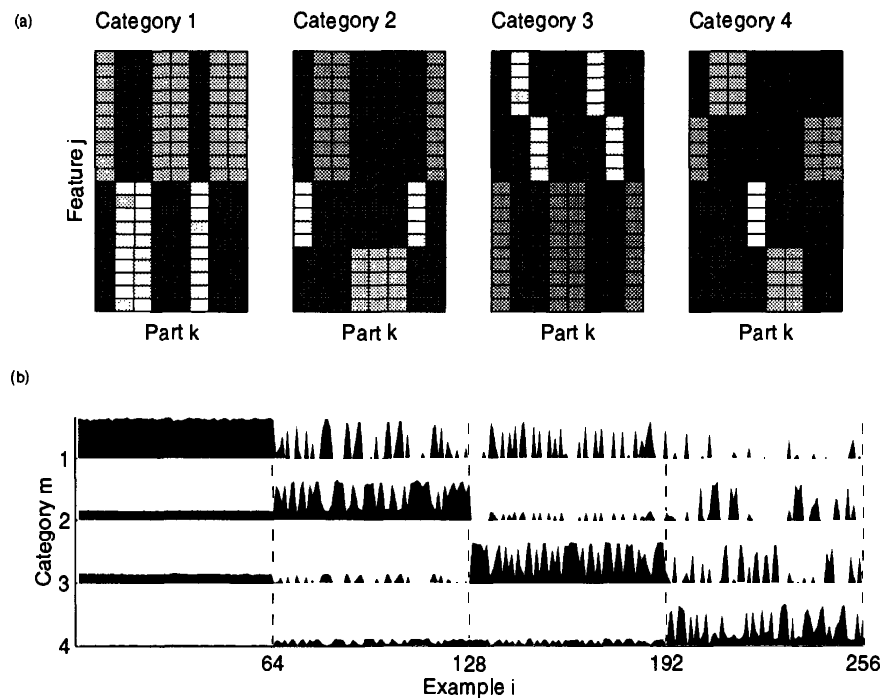 (a) Category 1 Category 2 Category 3 Category 4
Feature j
Part k Part k Part k Part k
(b)
Category m
1
2
3
4
64 128 192 256
Example i